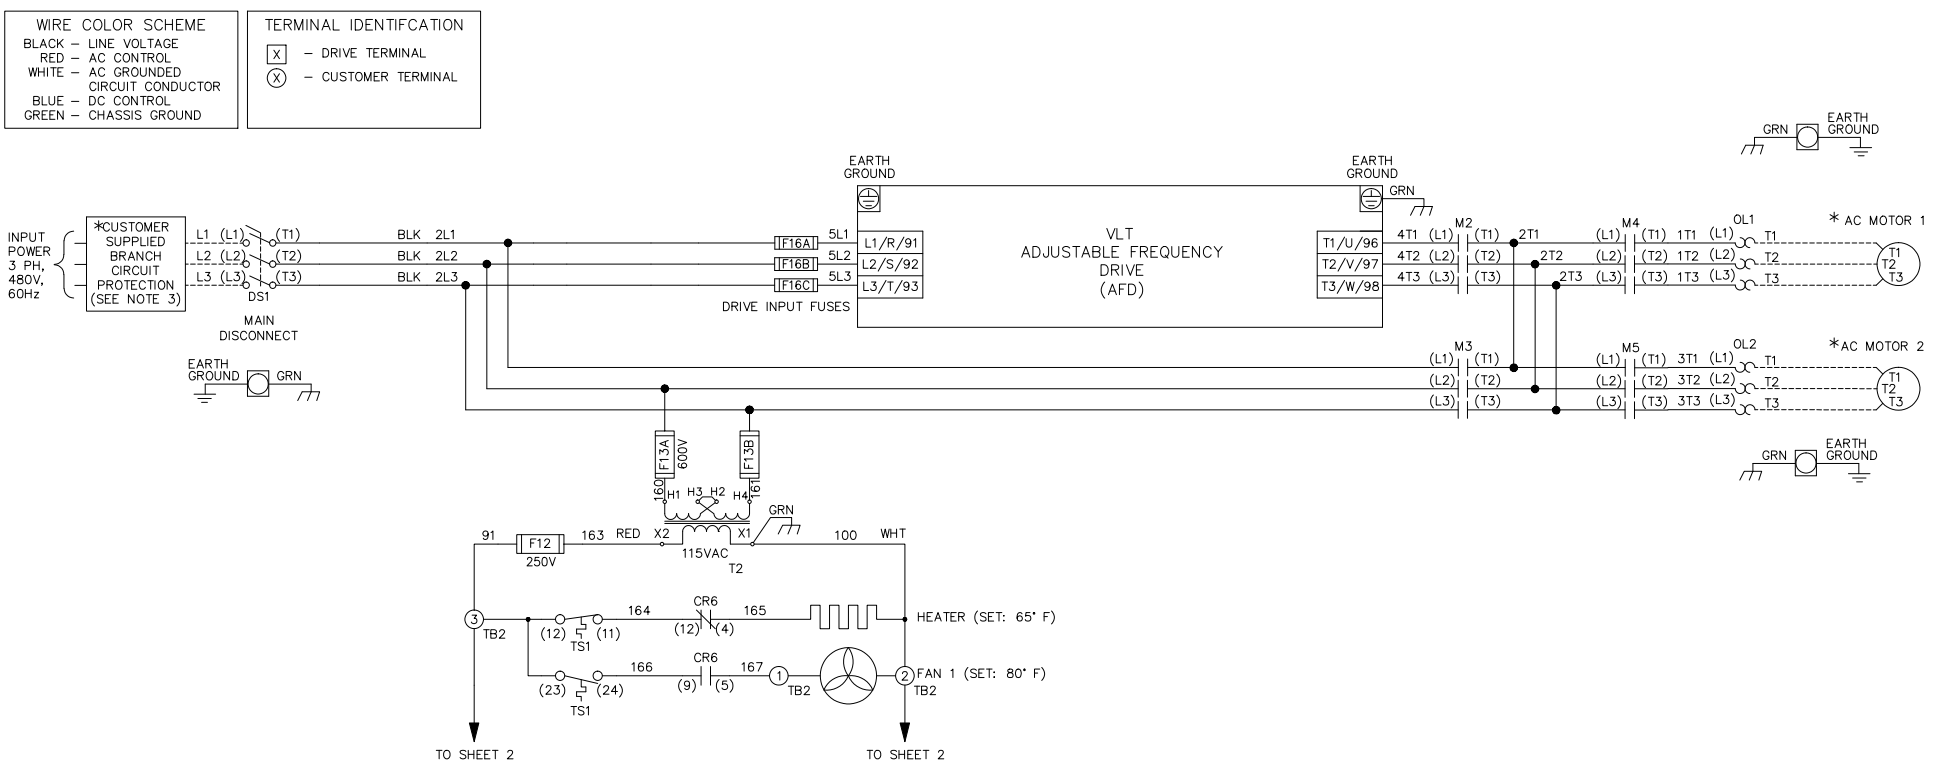 WIRE COLOR SCHEME
BLACK – LINE VOLTAGE
RED – AC CONTROL
WHITE – AC GROUNDED
CIRCUIT CONDUCTOR
BLUE – DC CONTROL
GREEN – CHASSIS GROUND
TERMINAL IDENTIFCATION
X – DRIVE TERMINAL
X – CUSTOMER TERMINAL
INPUT
POWER
3 PH,
480V,
60Hz
*CUSTOMER
SUPPLIED
BRANCH
CIRCUIT
PROTECTION
(SEE NOTE 3)
L1 (L1) (T1) BLK 2L1
L2 (L2) (T2) BLK 2L2
L3 (L3) (T3) BLK 2L3
DS1
MAIN
DISCONNECT
EARTH
GROUND GRN
F16A 5L1
F16B 5L2
F16C 5L3
DRIVE INPUT FUSES
EARTH
GROUND
L1/R/91
L2/S/92
L3/T/93
VLT
ADJUSTABLE FREQUENCY
DRIVE
(AFD)
EARTH
GROUND
GRN
T1/U/96
T2/V/97
T3/W/98
M2
4T1 (L1) (T1) 2T1
4T2 (L2) (T2) 2T2
4T3 (L3) (T3) 2T3
M4
(L1) (T1) 1T1 (L1) T1
(L2) (T2) 1T2 (L2) T2
(L3) (T3) 1T3 (L3) T3
OL1
* AC MOTOR 1
T1
T2
T3
GRN
EARTH
GROUND
M3
(L1) (T1)
(L2) (T2)
(L3) (T3)
M5
(L1) (T1) 3T1 (L1) T1
(L2) (T2) 3T2 (L2) T2
(L3) (T3) 3T3 (L3) T3
OL2
*AC MOTOR 2
T1
T2
T3
GRN
EARTH
GROUND
F13A
600V
F13B
160
161
H1 H3 H2 H4
GRN
91 F12 163 RED X2 X1 100 WHT
250V
115VAC
T2
3
TB2
(12) (11)
TS1
164
CR6
(12) (4)
165
HEATER (SET: 65° F)
(23) (24)
TS1
166
CR6
(9) (5)
167
1
TB2
2
TB2
FAN 1 (SET: 80° F)
TO SHEET 2
TO SHEET 2